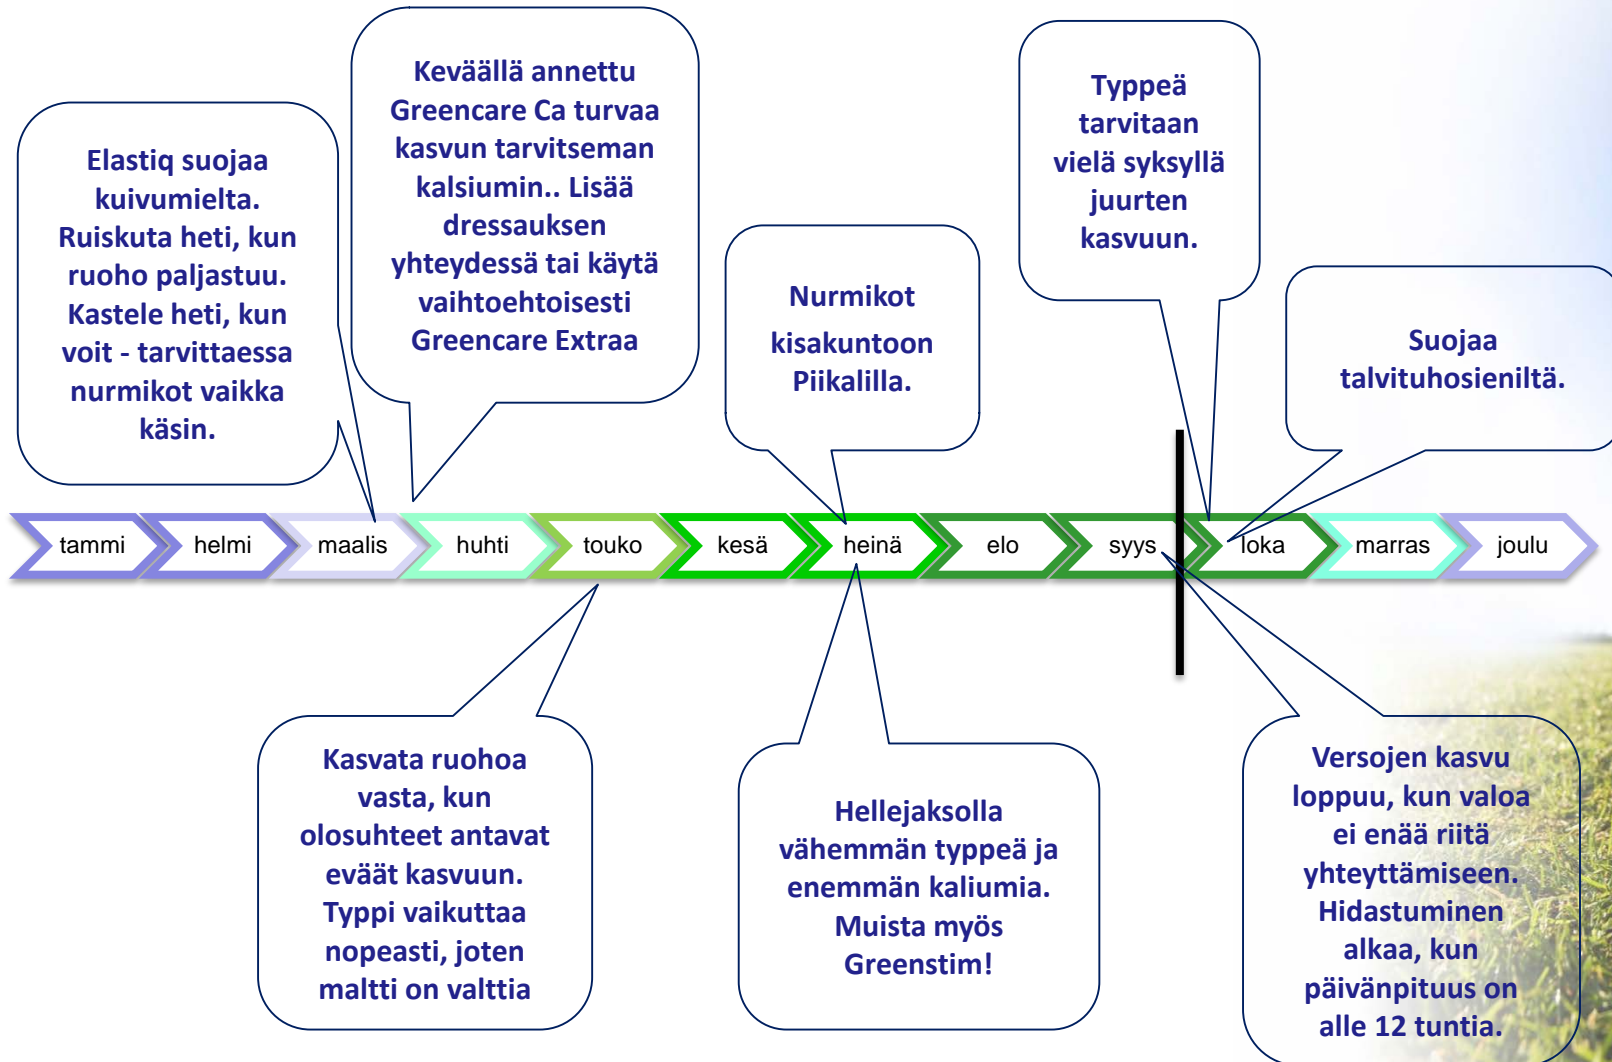 Elastiq suojaa
kuivumielta.
Ruiskuta heti, kun
ruoho paljastuu.
Kastele heti, kun
voit - tarvittaessa
nurmikot vaikka
käsin.
Keväällä annettu
Greencare Ca turvaa
kasvun tarvitseman
kalsiumin.. Lisää
dressauksen
yhteydessä tai käytä
vaihtoehtoisesti
Greencare Extraa
Nurmikot
kisakuntoon
Piikalilla.
Typpeä
tarvitaan
vielä syksyllä
juurten
kasvuun.
Suojaa
talvituhosieniltä.
tammi
helmi
maalis
huhti
touko
kesä
heinä
elo
syys
loka
marras
joulu
Kasvata ruohoa
vasta, kun
olosuhteet antavat
eväät kasvuun.
Typpi vaikuttaa
nopeasti, joten
maltti on valttia
Hellejaksolla
vähemmän typpeä ja
enemmän kaliumia.
Muista myös
Greenstim!
Versojen kasvu
loppuu, kun valoa
ei enää riitä
yhteyttämiseen.
Hidastuminen
alkaa, kun
päivänpituus on
alle 12 tuntia.